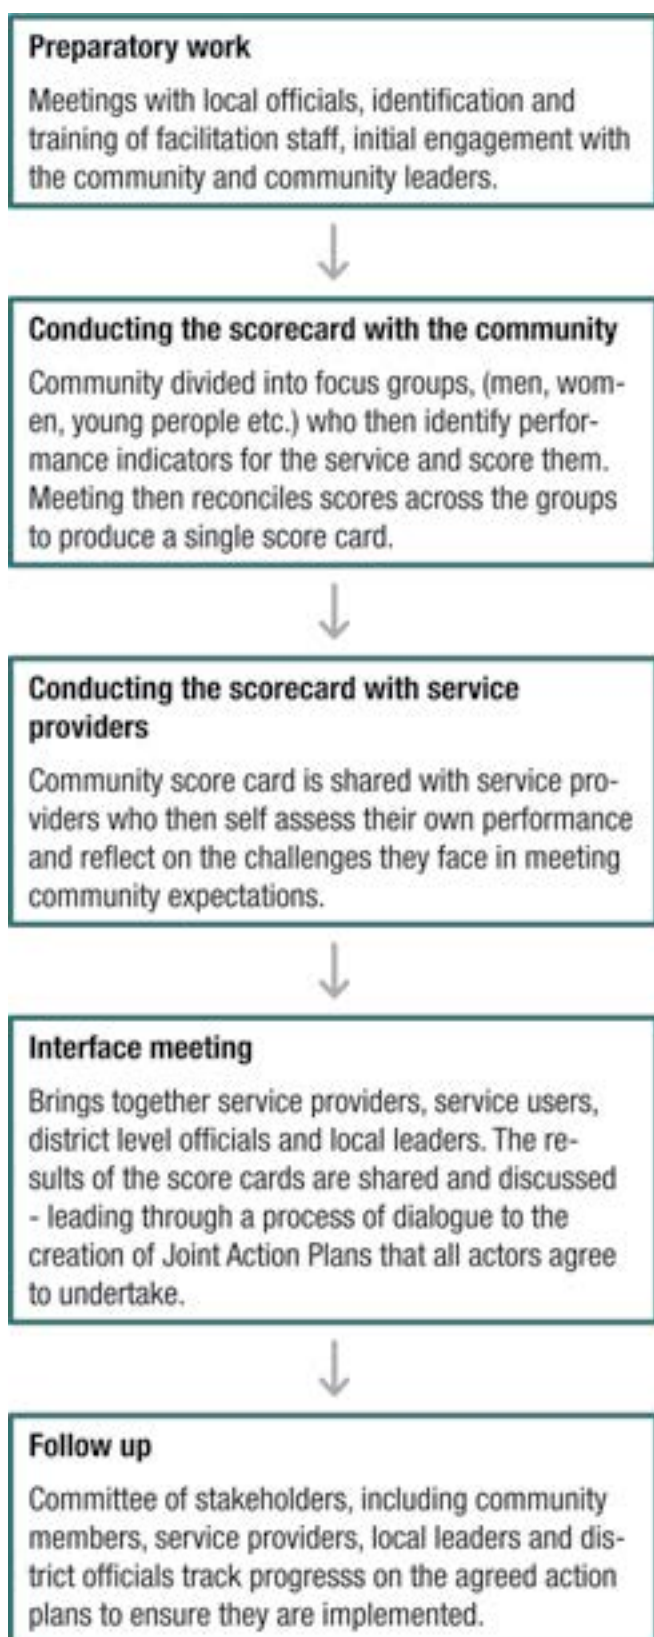 Preparatory work
Meetings with local officials, identification and
training of facilitation staff, initial engagement with
the community and community leaders.
Conducting the scorecard with the community
Community divided into focus groups, (men, wom-
en, young perople etc.) who then identify perfor-
mance indicators for the service and score them.
Meeting then reconciles scores across the groups
to produce a single score card.
Conducting the scorecard with service
providers
Community score card is shared with service pro-
viders who then self assess their own performance
and reflect on the challenges they face in meeting
community expectations.
Interface meeting
Brings together service providers, service users,
district level officials and local leaders. The re-
sults of the score cards are shared and discussed
- leading through a process of dialogue to the
creation of Joint Action Plans that all actors agree
to undertake.
Follow up
Committee of stakeholders, including community
members, service providers, local leaders and dis-
trict officials track progresss on the agreed action
plans to ensure they are implemented.